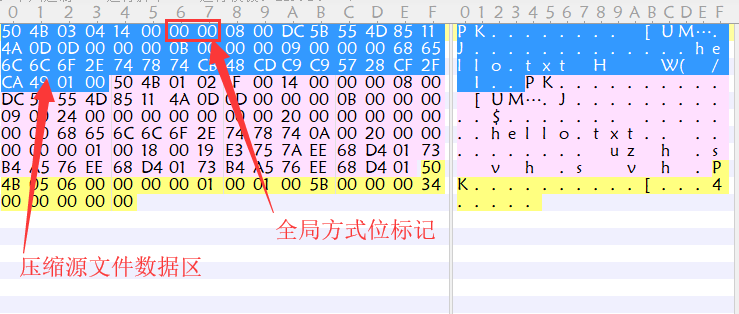 0 1 2 3 4 5 6 7 8 9 A B C D E F 0 1 2 3 4 5 6 7 8 9 A B C D E F
50 4B 03 04 14 00 00 00 08 00 DC 5B 55 4D 85 11 PK.........[UM….
4A 0D 0D 00 00 00 0B 00 00 00 09 00 00 00 68 65 J.............he
6C 6C 6F 2E 74 78 74 CB 48 CD C9 C9 57 28 CF 2F llo.txt H W( /
CA 49 01 00 50 4B 01 02 00 14 00 00 00 08 00 I..PK..........
DC 55 4D 85 11 4A 0D 0D 00 00 00 0B 00 00 00 [UM….J.........
09 00 24 00 00 00 00 00 00 00 20 00 00 00 00 00 ..$....... .....
00 00 68 65 6C 6C 6F 2E 74 78 74 0A 00 20 00 00 ..hello.txt.. ..
00 00 00 01 00 18 00 19 E3 75 7A EE 68 D4 01 73 ........ uz h .s
B4 A5 76 EE 68 D4 01 73 B4 A5 76 EE 68 D4 01 50 v h .s v h .P
4B 05 06 00 00 00 00 01 00 01 00 5B 00 00 00 34 K..........[...4
00 00 00 00 00 .....
全局方式位标记
压缩源文件数据区